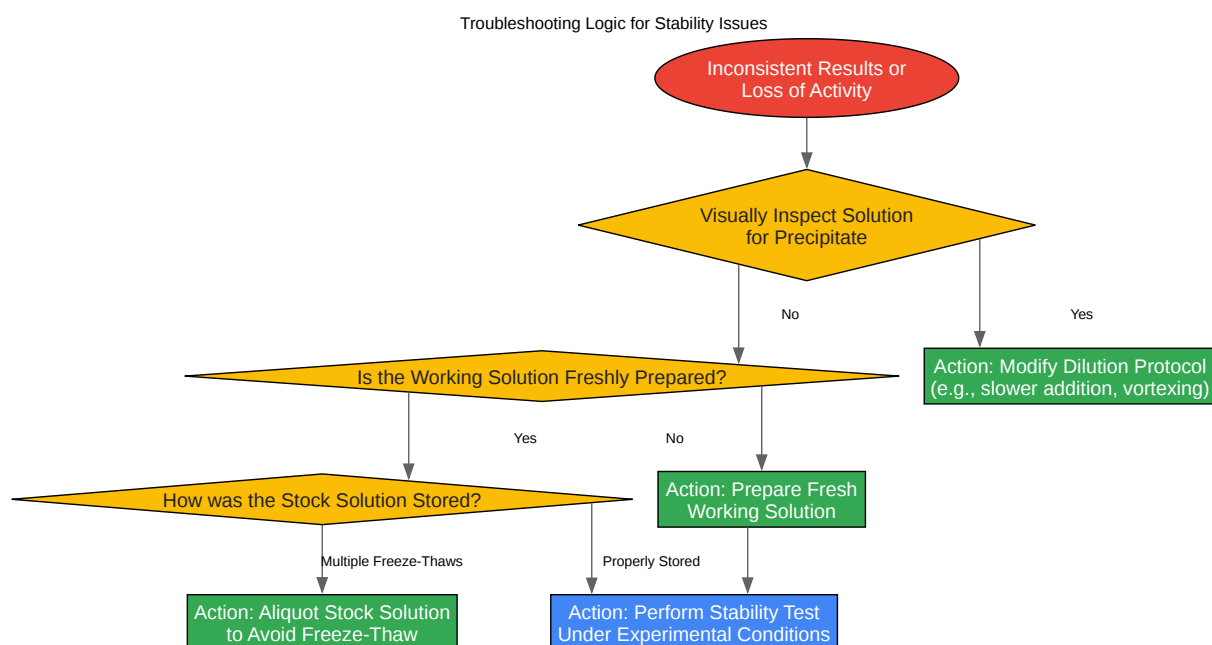 Troubleshooting Logic for Stability Issues
Inconsistent Results or
Loss of Activity
Visually Inspect Solution
for Precipitate
No
Yes
Action: Modify Dilution Protocol
(e.g., slower addition, vortexing)
Is the Working Solution Freshly Prepared?
Yes
No
How was the Stock Solution Stored?
Action: Prepare Fresh
Working Solution
Multiple Freeze-Thaws
Properly Stored
Action: Aliquot Stock Solution
to Avoid Freeze-Thaw
Action: Perform Stability Test
Under Experimental Conditions